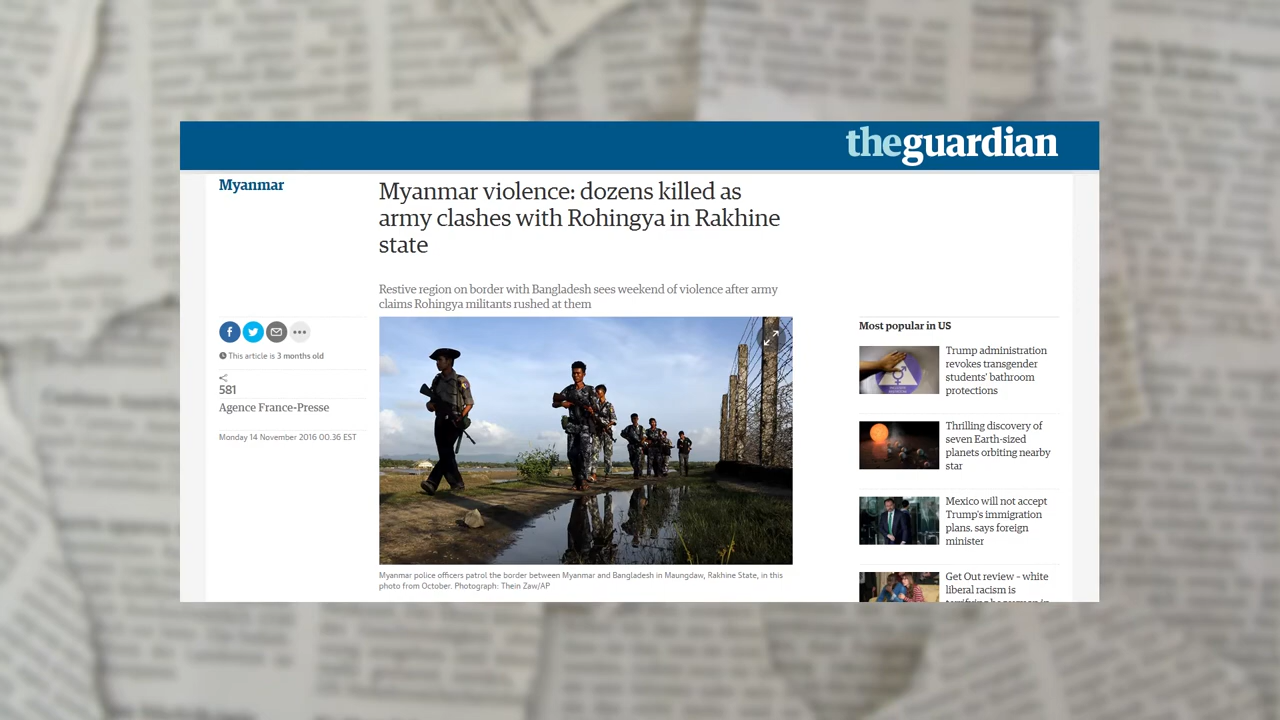 theguardian
Myanmar
Myanmar violence: dozens killed as
army clashes with Rohingya in Rakhine
state
Restive region on border with Bangladesh sees weekend of violence after army
claims Rohingya militants rushed at them
This article is 3 months old
581
Agence France-Presse
Monday 14 November 2016 00.36 EST
Myanmar police officers patrol the border between Myanmar and Bangladesh in Maungdaw, Rakhine State, in this
photo from October. Photograph: Thein Zaw/AP
Most popular in US
Trump administration
revokes transgender
students' bathroom
protections
Thrilling discovery of
seven Earth-sized
planets orbiting nearby
star
Mexico will not accept
Trump's immigration
plans, says foreign
minister
Get Out review – white
liberal racism is